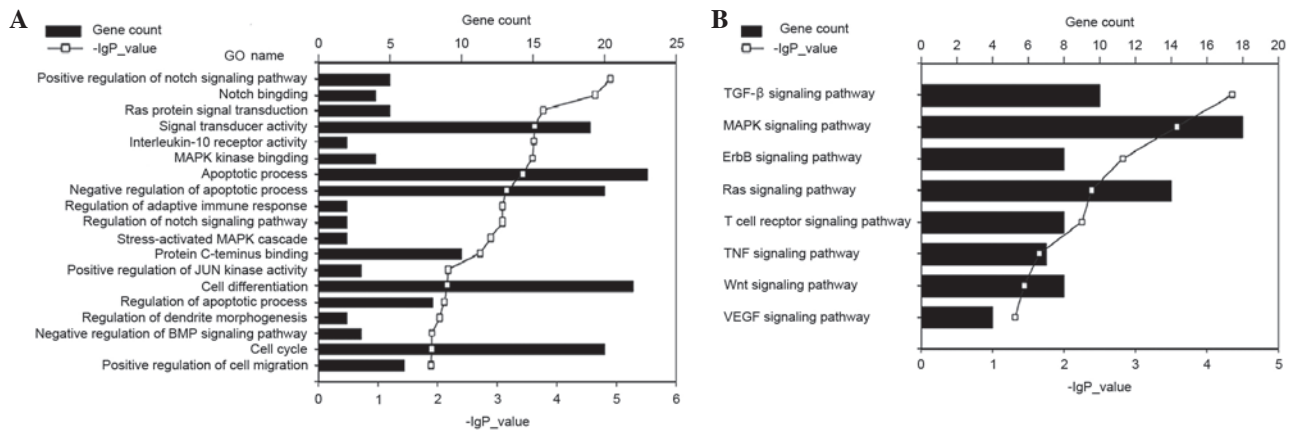 A
Gene count
-lgP_value
GO name
Gene count
0 5 10 15 20 25
Positive regulation of notch signaling pathway
Notch bingding
Ras protein signal transduction
Signal transducer activity
Interleukin-10 receptor activity
MAPK kinase bingding
Apoptotic process
Negative regulation of apoptotic process
Regulation of adaptive immune response
Regulation of notch signaling pathway
Stress-activated MAPK cascade
Protein C-teminus binding
Positive regulation of JUN kinase activity
Cell differentiation
Regulation of apoptotic process
Regulation of dendrite morphogenesis
Negative regulation of BMP signaling pathway
Cell cycle
Positive regulation of cell migration
0 1 2 3 4 5 6
-lgP_value
B
Gene count
-lgP_value
Gene count
0 2 4 6 8 10 12 14 16 18 20
TGF-β signaling pathway
MAPK signaling pathway
ErbB signaling pathway
Ras signaling pathway
T cell recptor signaling pathway
TNF signaling pathway
Wnt signaling pathway
VEGF signaling pathway
0 1 2 3 4 5
-lgP_value